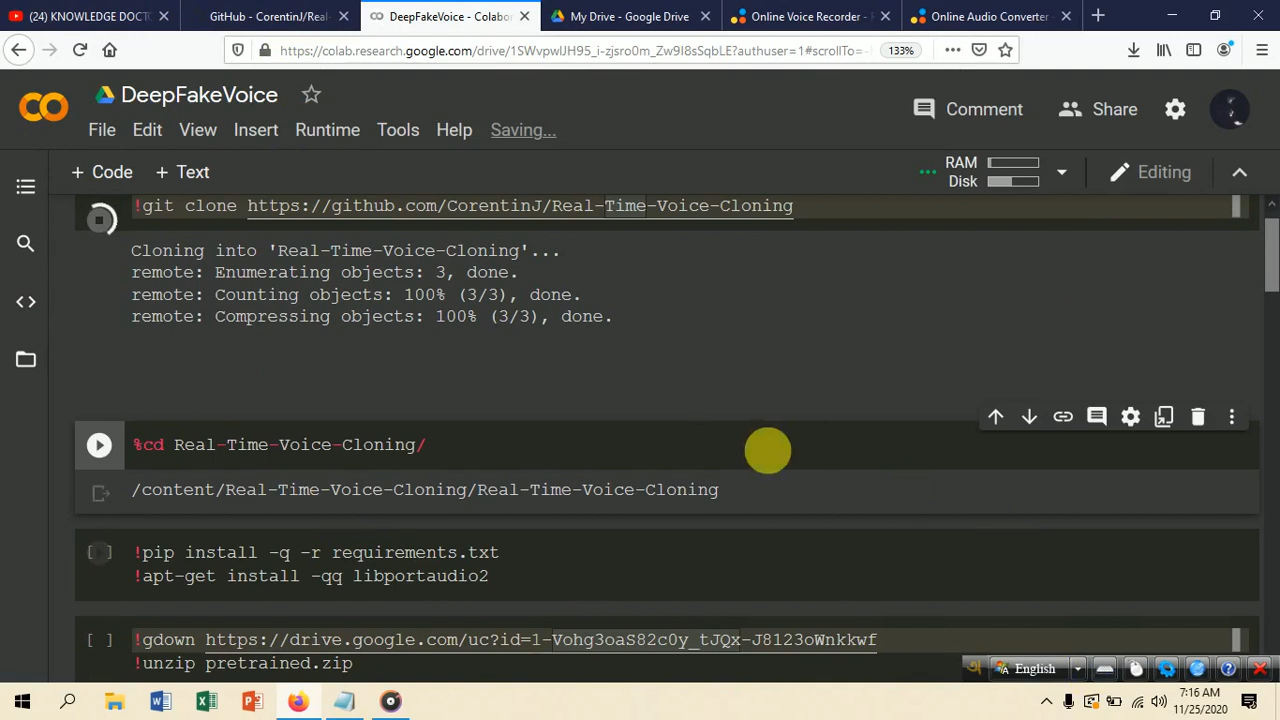 (24) KNOWLEDGE DOCTO
GitHub - CorentinJ/Real-
DeepFakeVoice - Colabo
My Drive - Google Drive
Online Voice Recorder -
Online Audio Converter -
https://colab.research.google.com/drive/1SWvpwlJH95_i-zjsro0m_Zw9I8sSqbLE?authuser=1#scrollTo=
133%
DeepFakeVoice
Comment
Share
File Edit View Insert Runtime Tools Help Saving...
+ Code + Text
RAM
Disk
Editing
!git clone https://github.com/CorentinJ/Real-Time-Voice-Cloning
Cloning into 'Real-Time-Voice-Cloning'...
remote: Enumerating objects: 3, done.
remote: Counting objects: 100% (3/3), done.
remote: Compressing objects: 100% (3/3), done.
%cd Real-Time-Voice-Cloning/
/content/Real-Time-Voice-Cloning/Real-Time-Voice-Cloning
[ ] !pip install -q -r requirements.txt
!apt-get install -qq libportaudio2
[ ] !gdown https://drive.google.com/uc?id=1-Vohg3oaS82c0y_tJQx-J8123oWnkkwf
!unzip pretrained.zip
অ English
7:16 AM
11/25/2020